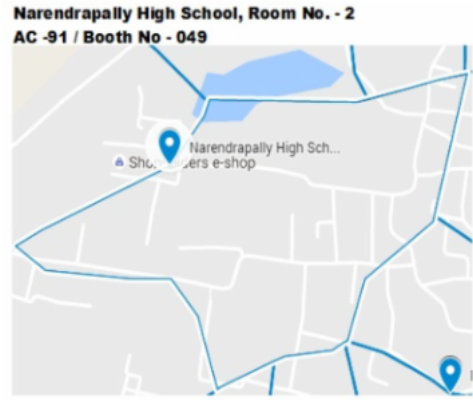 Narendrapally High School, Room No. - 2
AC -91 / Booth No - 049
Narendrapally High Sch...
e-shop